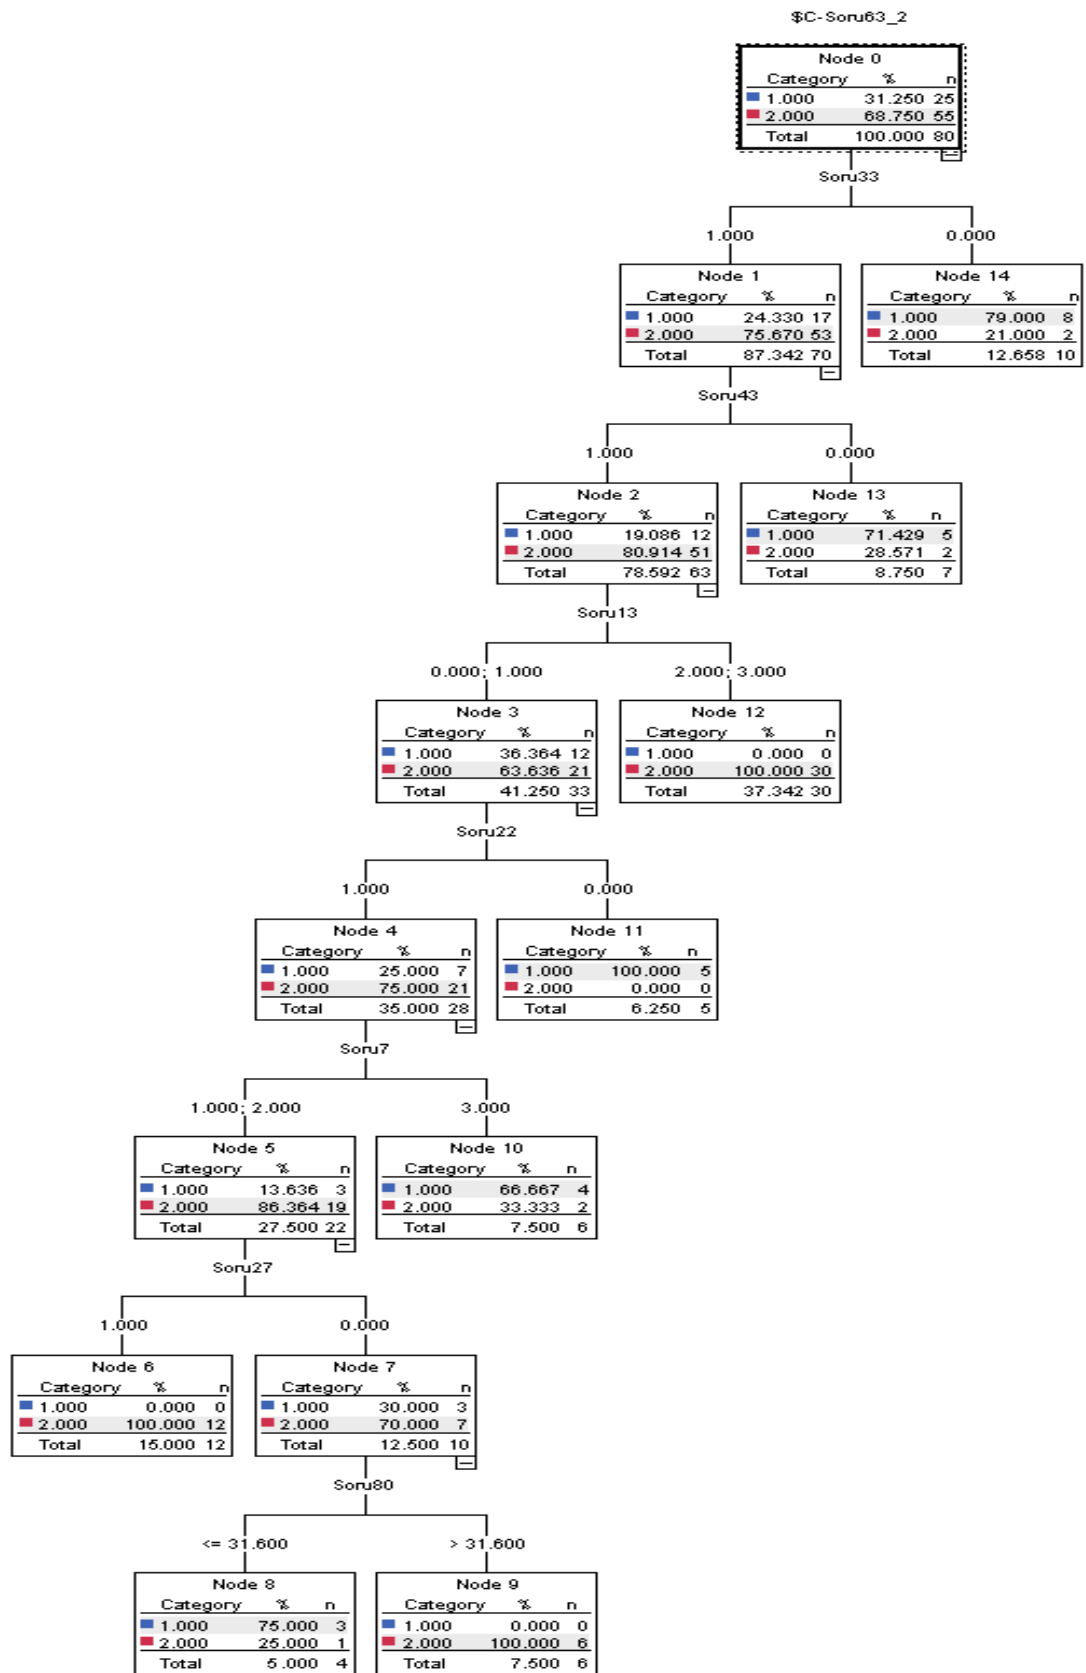 $C-Soru63_2
Node 0
Category % n
1.000 31.250 25
2.000 68.750 55
Total 100.000 80
Soru33
1.000 0.000
Node 1
Category % n
1.000 24.330 17
2.000 75.670 53
Total 87.342 70
Node 14
Category % n
1.000 79.000 8
2.000 21.000 2
Total 12.658 10
Soru43
1.000 0.000
Node 2
Category % n
1.000 19.086 12
2.000 80.914 51
Total 78.592 63
Node 13
Category % n
1.000 71.429 5
2.000 28.571 2
Total 8.750 7
Soru13
0.000; 1.000 2.000; 3.000
Node 3
Category % n
1.000 36.364 12
2.000 63.636 21
Total 41.250 33
Node 12
Category % n
1.000 0.000 0
2.000 100.000 30
Total 37.342 30
Soru22
1.000 0.000
Node 4
Category % n
1.000 25.000 7
2.000 75.000 21
Total 35.000 28
Node 11
Category % n
1.000 100.000 5
2.000 0.000 0
Total 6.250 5
Soru7
1.000; 2.000 3.000
Node 5
Category % n
1.000 13.636 3
2.000 86.364 19
Total 27.500 22
Node 10
Category % n
1.000 66.667 4
2.000 33.333 2
Total 7.500 6
Soru27
1.000 0.000
Node 6
Category % n
1.000 0.000 0
2.000 100.000 12
Total 15.000 12
Node 7
Category % n
1.000 30.000 3
2.000 70.000 7
Total 12.500 10
Soru80
<= 31.600 > 31.600
Node 8
Category % n
1.000 75.000 3
2.000 25.000 1
Total 5.000 4
Node 9
Category % n
1.000 0.000 0
2.000 100.000 6
Total 7.500 6